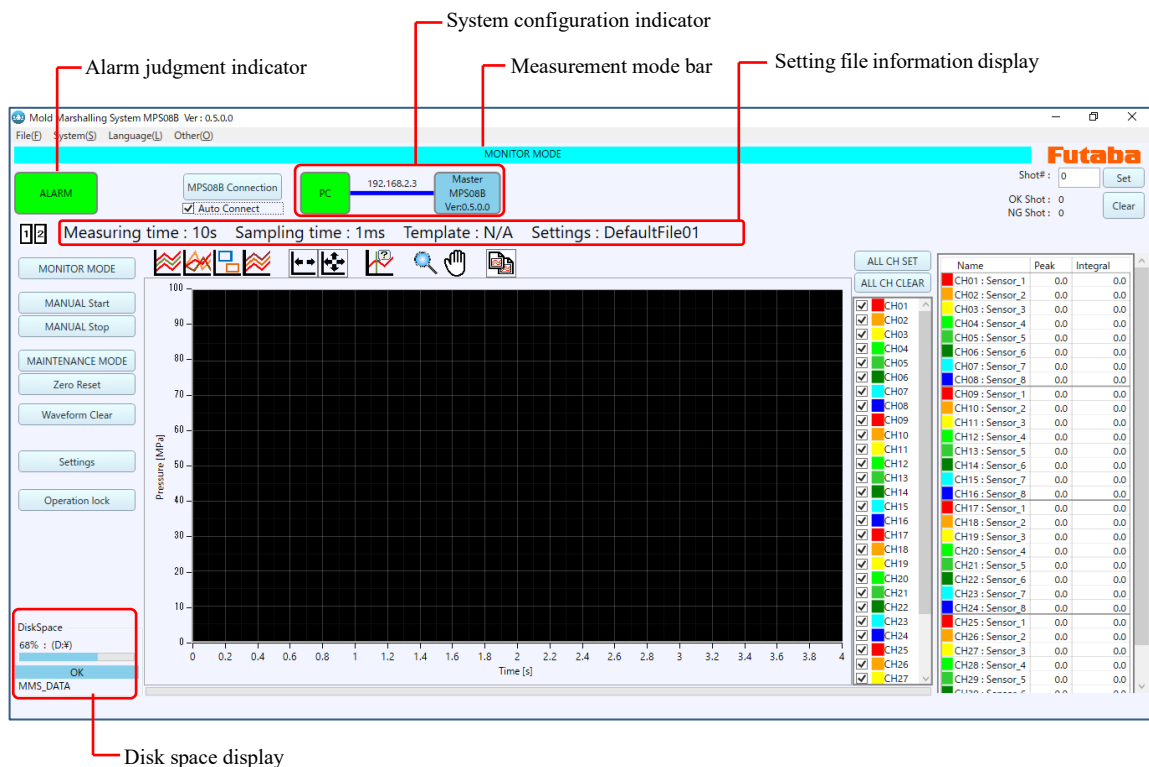 System configuration indicator
Alarm judgment indicator
Measurement mode bar
Setting file information display
Mold Marshalling System MPS08B Ver : 0.5.0.0
File(F) System(S) Language(L) Other(O)
MONITOR MODE
Futaba
ALARM
MPS08B Connection
Auto Connect
PC
192.168.2.3
Master
MPS08B
Ver:0.5.0.0
Shot# : 0 Set
OK Shot : 0
NG Shot : 0
Clear
1 2
Measuring time : 10s Sampling time : 1ms Template : N/A Settings : DefaultFile01
MONITOR MODE
MANUAL Start
MANUAL Stop
MAINTENANCE MODE
Zero Reset
Waveform Clear
Settings
Operation lock
DiskSpace
68% : (D:¥)
OK
MMS_DATA
Pressure [MPa]
100
90
80
70
60
50
40
30
20
10
0
0 0.2 0.4 0.6 0.8 1 1.2 1.4 1.6 1.8 2 2.2 2.4 2.6 2.8 3 3.2 3.4 3.6 3.8 4
Time [s]
ALL CH SET
ALL CH CLEAR
CH01
CH02
CH03
CH04
CH05
CH06
CH07
CH08
CH09
CH10
CH11
CH12
CH13
CH14
CH15
CH16
CH17
CH18
CH19
CH20
CH21
CH22
CH23
CH24
CH25
CH26
CH27
Name Peak Integral
CH01 : Sensor_1 0.0 0.0
CH02 : Sensor_2 0.0 0.0
CH03 : Sensor_3 0.0 0.0
CH04 : Sensor_4 0.0 0.0
CH05 : Sensor_5 0.0 0.0
CH06 : Sensor_6 0.0 0.0
CH07 : Sensor_7 0.0 0.0
CH08 : Sensor_8 0.0 0.0
CH09 : Sensor_1 0.0 0.0
CH10 : Sensor_2 0.0 0.0
CH11 : Sensor_3 0.0 0.0
CH12 : Sensor_4 0.0 0.0
CH13 : Sensor_5 0.0 0.0
CH14 : Sensor_6 0.0 0.0
CH15 : Sensor_7 0.0 0.0
CH16 : Sensor_8 0.0 0.0
CH17 : Sensor_1 0.0 0.0
CH18 : Sensor_2 0.0 0.0
CH19 : Sensor_3 0.0 0.0
CH20 : Sensor_4 0.0 0.0
CH21 : Sensor_5 0.0 0.0
CH22 : Sensor_6 0.0 0.0
CH23 : Sensor_7 0.0 0.0
CH24 : Sensor_8 0.0 0.0
CH25 : Sensor_1 0.0 0.0
CH26 : Sensor_2 0.0 0.0
CH27 : Sensor_3 0.0 0.0
CH28 : Sensor_4 0.0 0.0
CH29 : Sensor_5 0.0 0.0
Disk space display